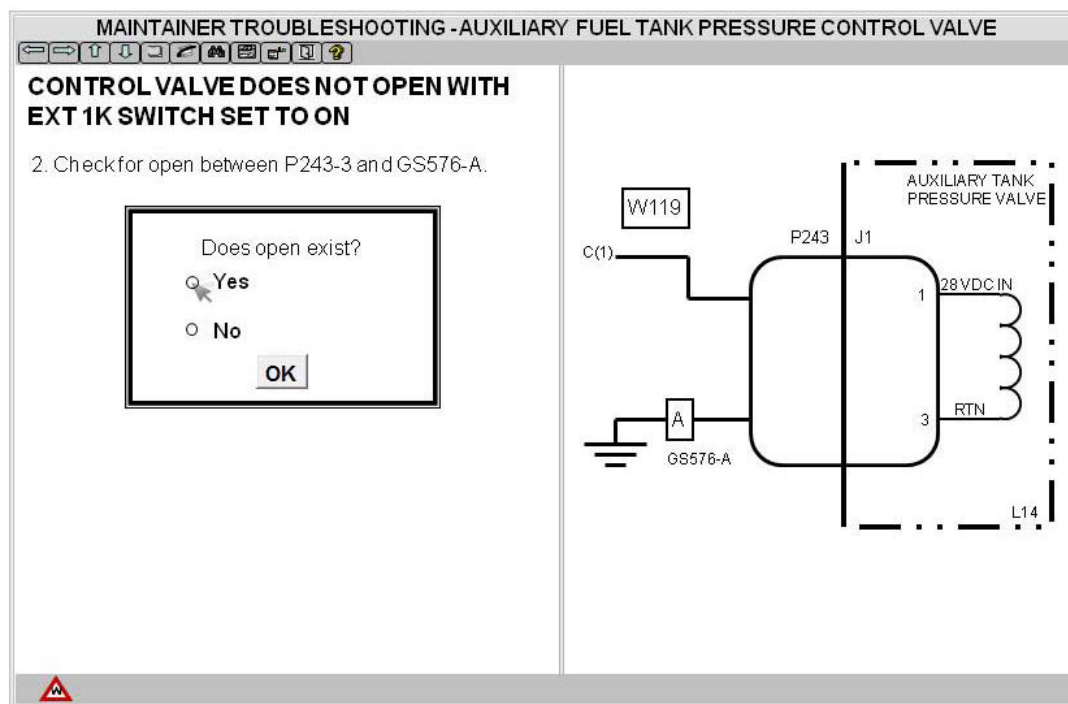 MAINTAINER TROUBLESHOOTING -AUXILIARY FUEL TANK PRESSURE CONTROL VALVE
CONTROL VALVE DOES NOT OPEN WITH
EXT 1K SWITCH SET TO ON
2. Check for open between P243-3 and GS576-A.
Does open exist?
Yes
No
OK
AUXILIARY TANK
PRESSURE VALVE
W119
P243
J1
C(1)
1
28 VDC IN
A
3
RTN
GS576-A
L14
W
?